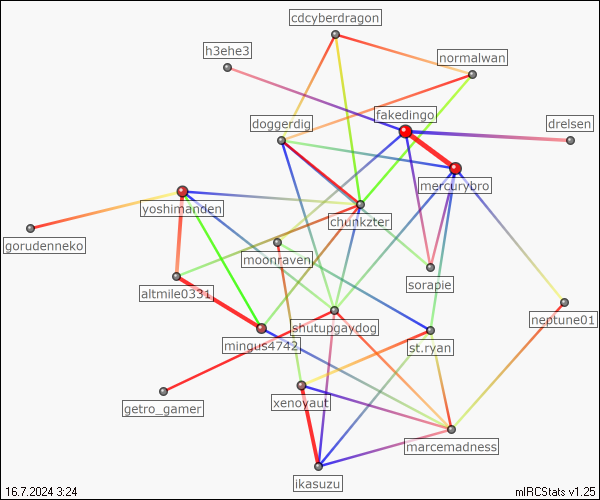 cdcyberdragon
h3ehe3
normalwan
fakedingo
doggerdig
drelsen
mercurybro
yoshimanden
chunkzter
gorudenneko
moonraven
altmile0331
sorapie
neptune01
shutupgaydog
mingus4742
st.ryan
getro_gamer
xenoyaut
marcemadness
ikasuzu
16.7.2024 3:24
mIRCStats v1.25